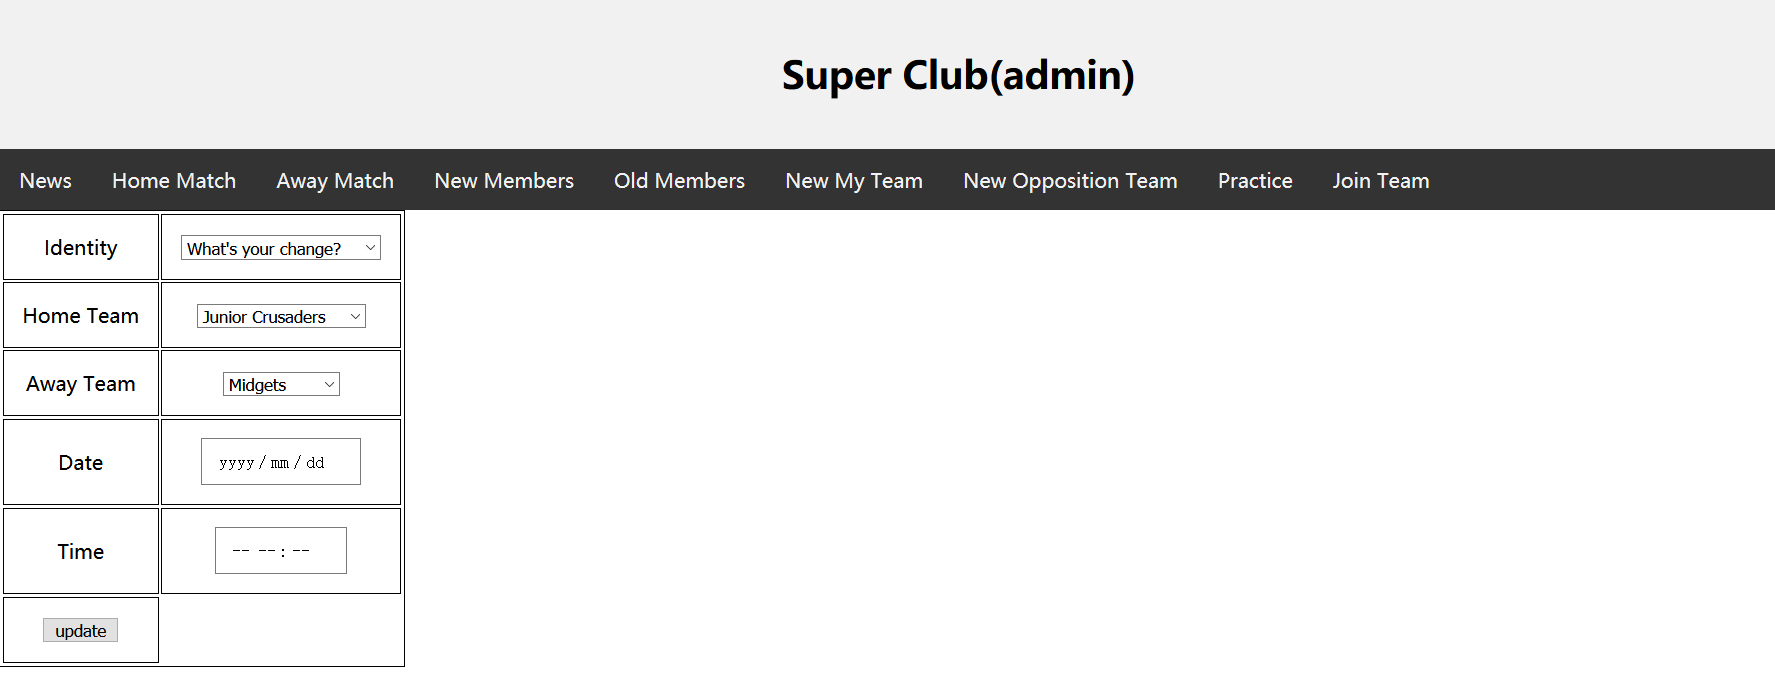 Super Club(admin)
News Home Match Away Match New Members Old Members New My Team New Opposition Team Practice Join Team
Identity What's your change?
Home Team Junior Crusaders
Away Team Midgets
Date yyyy / mm / dd
Time -- -- : --
update